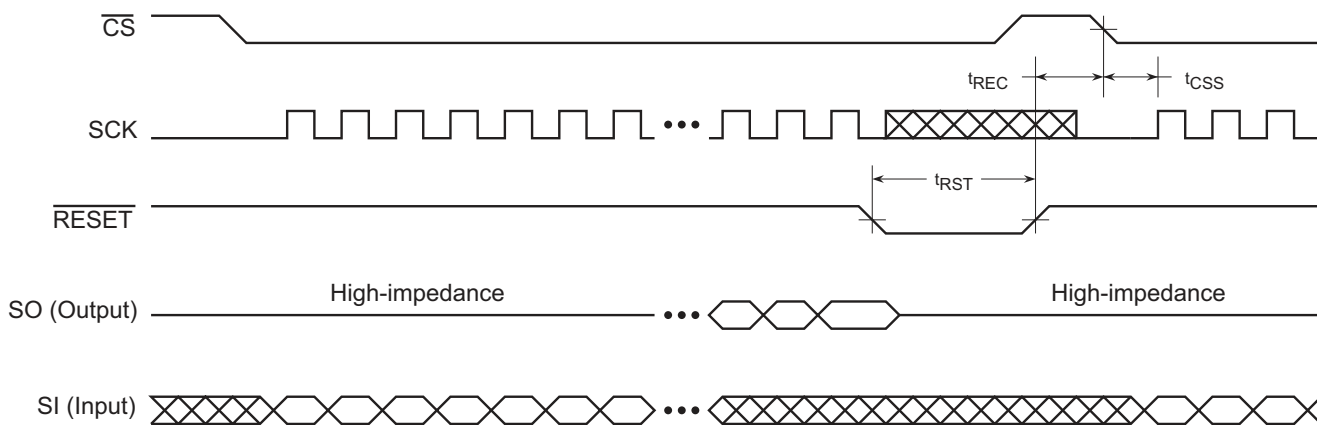 CS
tREC
tCSS
SCK
tRST
RESET
High-impedance
High-impedance
SO (Output)
SI (Input)